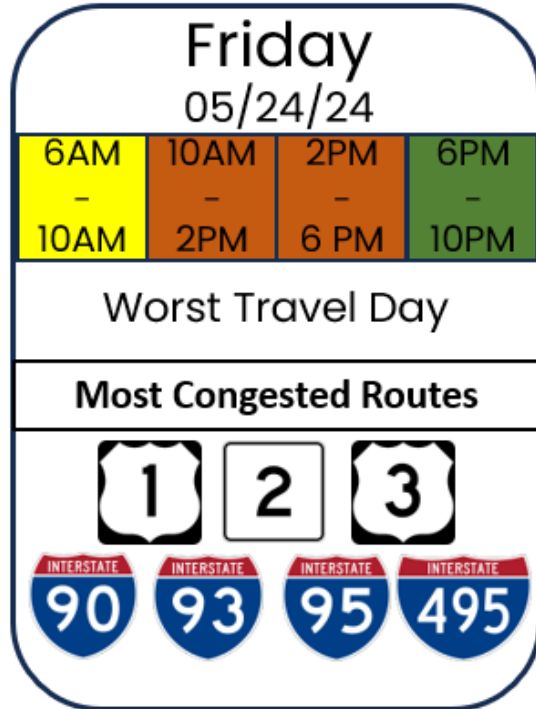 Friday
05/24/24
6AM 10AM 2PM 6PM
- - - -
10AM 2PM 6 PM 10PM
Worst Travel Day
Most Congested Routes
1 2 3
INTERSTATE INTERSTATE INTERSTATE INTERSTATE
90 93 95 495